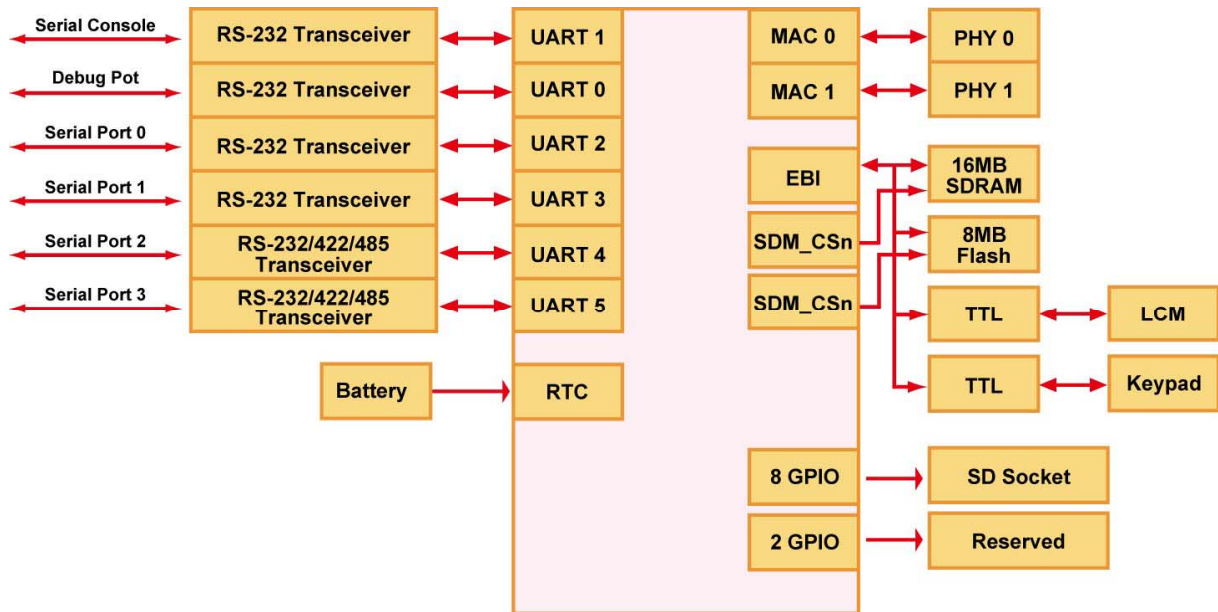 Serial Console
RS-232 Transceiver
UART 1
MAC 0
PHY 0
Debug Pot
RS-232 Transceiver
UART 0
MAC 1
PHY 1
Serial Port 0
RS-232 Transceiver
UART 2
EBI
16MB
SDRAM
Serial Port 1
RS-232 Transceiver
UART 3
Serial Port 2
RS-232/422/485
Transceiver
UART 4
SDM_CSn
8MB
Flash
Serial Port 3
RS-232/422/485
Transceiver
UART 5
SDM_CSn
TTL
LCM
Battery
RTC
TTL
Keypad
8 GPIO
SD Socket
2 GPIO
Reserved